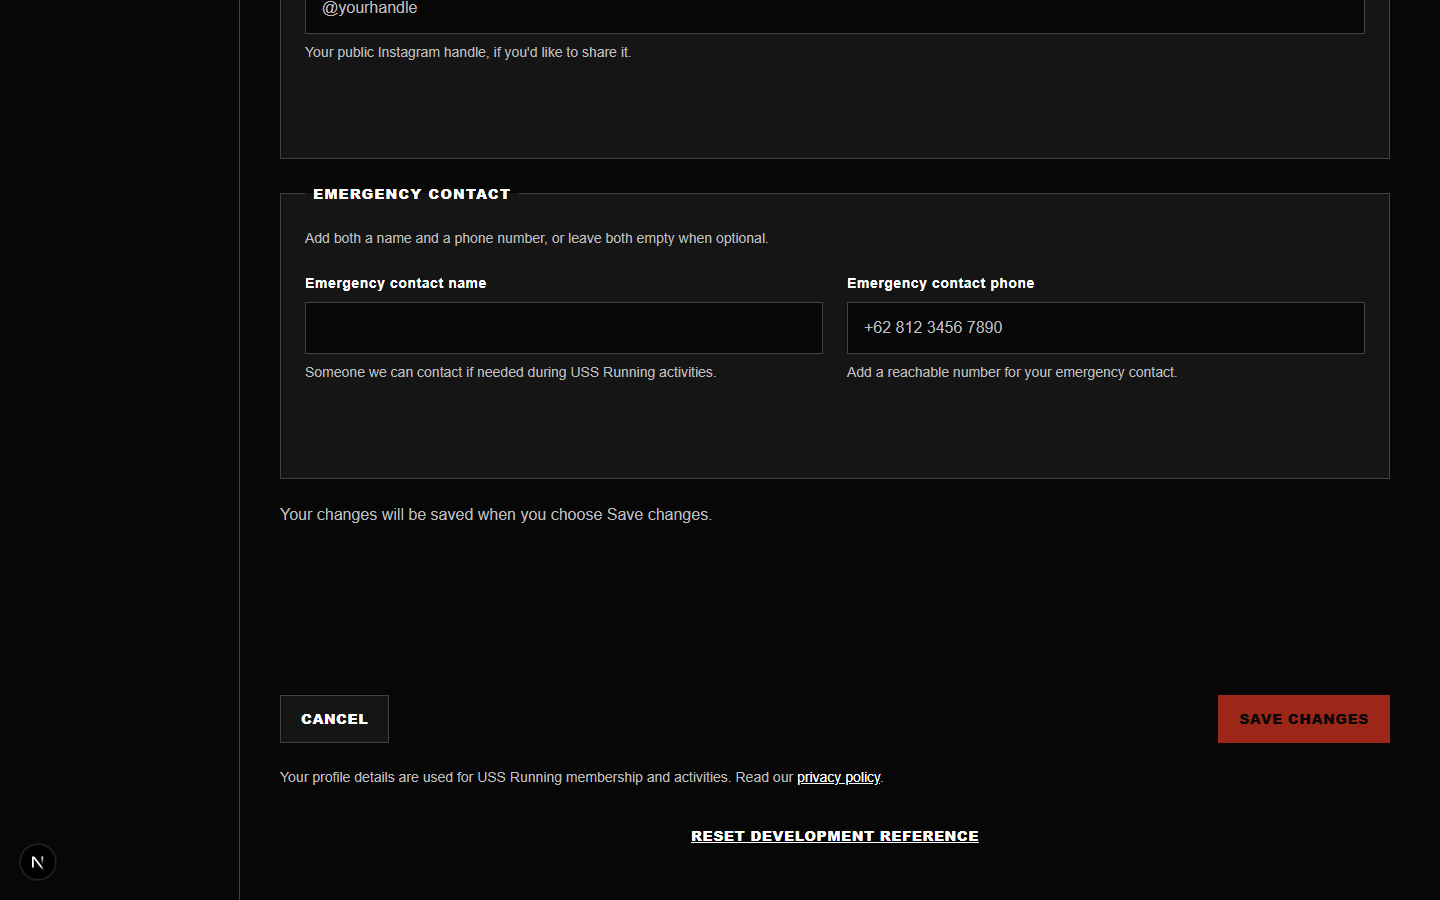 @yourhandle
Your public Instagram handle, if you'd like to share it.
EMERGENCY CONTACT
Add both a name and a phone number, or leave both empty when optional.
Emergency contact name
Emergency contact phone
+62 812 3456 7890
Someone we can contact if needed during USS Running activities.
Add a reachable number for your emergency contact.
Your changes will be saved when you choose Save changes.
CANCEL
SAVE CHANGES
Your profile details are used for USS Running membership and activities. Read our privacy policy.
RESET DEVELOPMENT REFERENCE
N